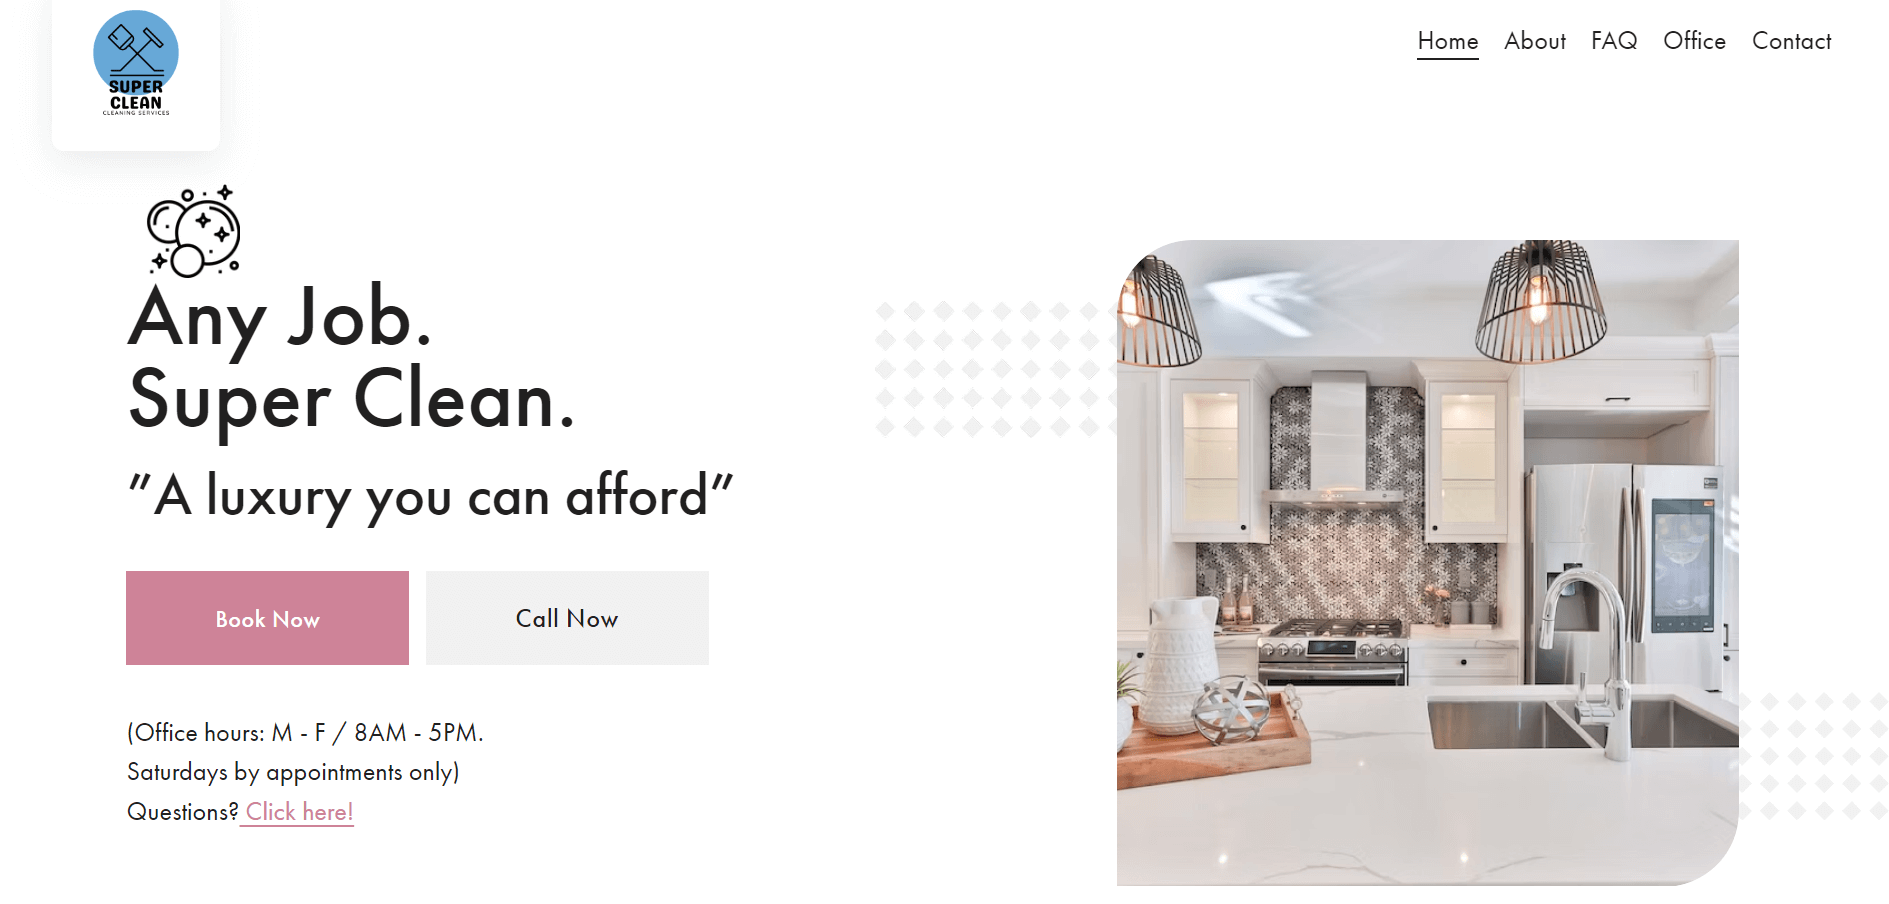 SUPER
CLEAN
CLEANING SERVICES
Home About FAQ Office Contact
Any Job.
Super Clean.
"A luxury you can afford"
Book Now
Call Now
(Office hours: M - F / 8AM - 5PM.
Saturdays by appointments only)
Questions? Click here!